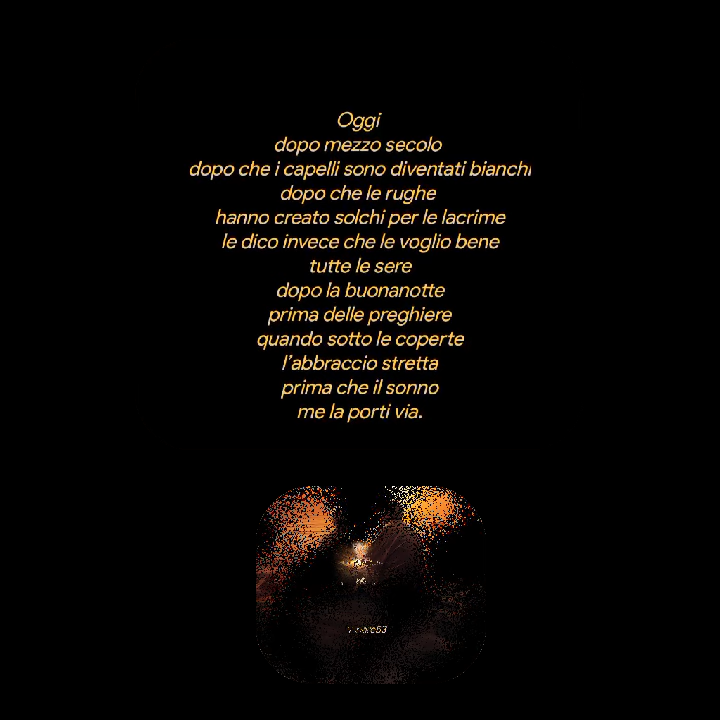 Oggi
dopo mezzo secolo
dopo che i capelli sono diventati bianchi
dopo che le rughe
hanno creato solchi per le lacrime
le dico invece che le voglio bene
tutte le sere
dopo la buonanotte
prima delle preghiere
quando sotto le coperte
l'abbraccio stretta
prima che il sonno
me la porti via.